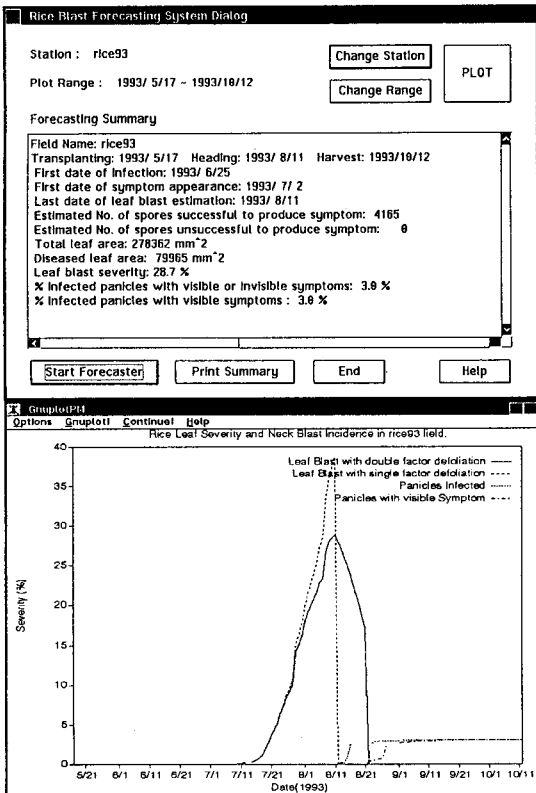 Rice Blast Forecasting System Dialog
Station : rice93
Change Station
PLOT
Plot Range : 1993/ 5/17 ~ 1993/10/12
Change Range
Forecasting Summary
Field Name: rice93
Transplanting: 1993/ 5/17 Heading: 1993/ 8/11 Harvest: 1993/10/12
First date of infection: 1993/ 6/25
First date of symptom appearance: 1993/ 7/ 2
Last date of leaf blast estimation: 1993/ 8/11
Estimated No. of spores successful to produce symptom: 4165
Estimated No. of spores unsuccessful to produce symptom: 0
Total leaf area: 278362 mm^2
Diseased leaf area: 79965 mm^2
Leaf blast severity: 28.7 %
% Infected panicles with visible or invisible symptoms: 3.0 %
% Infected panicles with visible symptoms : 3.0 %
Start Forecaster
Print Summary
End
Help
GnuplotPM
Options Gnuplot! Continue! Help
Rice Leaf Severity and Neck Blast Incidence in rice93 field.
Leaf Blast with double factor defoliation
Leaf Blast with single factor defoliation
Panicles Infected
Panicles with visible Symptom
Severity (%)
40
35
30
25
20
15
10
5
0
5/21 6/1 6/11 6/21 7/1 7/11 7/21 8/1 8/11 8/21 9/1 9/11 9/21 10/1 10/11
Date(1993)